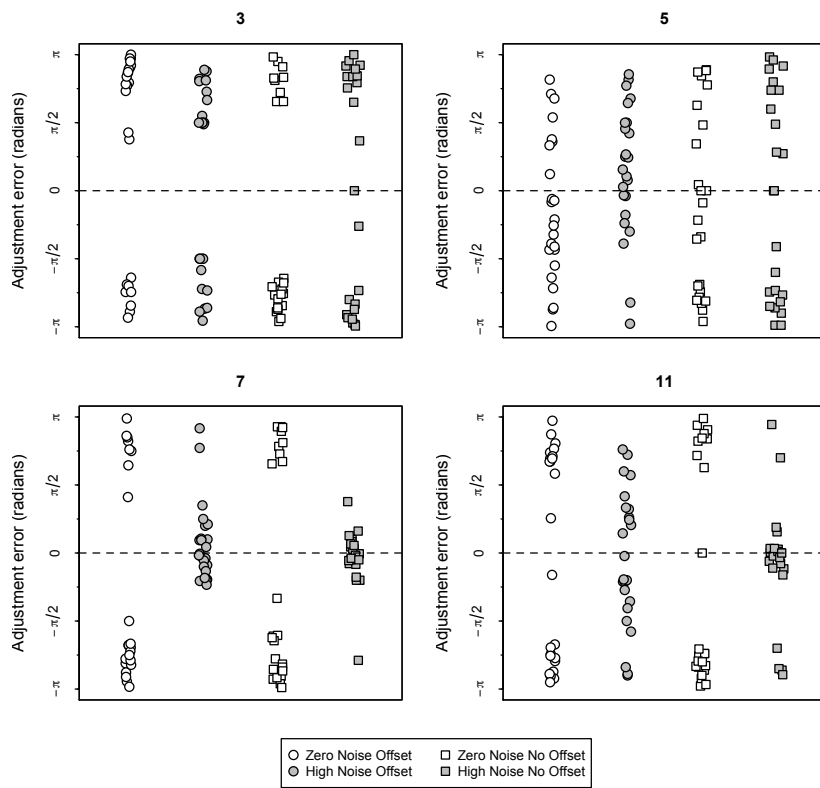 3
5
Adjustment error (radians)
π
π/2
0
−π/2
−π
Adjustment error (radians)
π
π/2
0
−π/2
−π
7
11
Adjustment error (radians)
π
π/2
0
−π/2
−π
Adjustment error (radians)
π
π/2
0
−π/2
−π
Zero Noise Offset
Zero Noise No Offset
High Noise Offset
High Noise No Offset